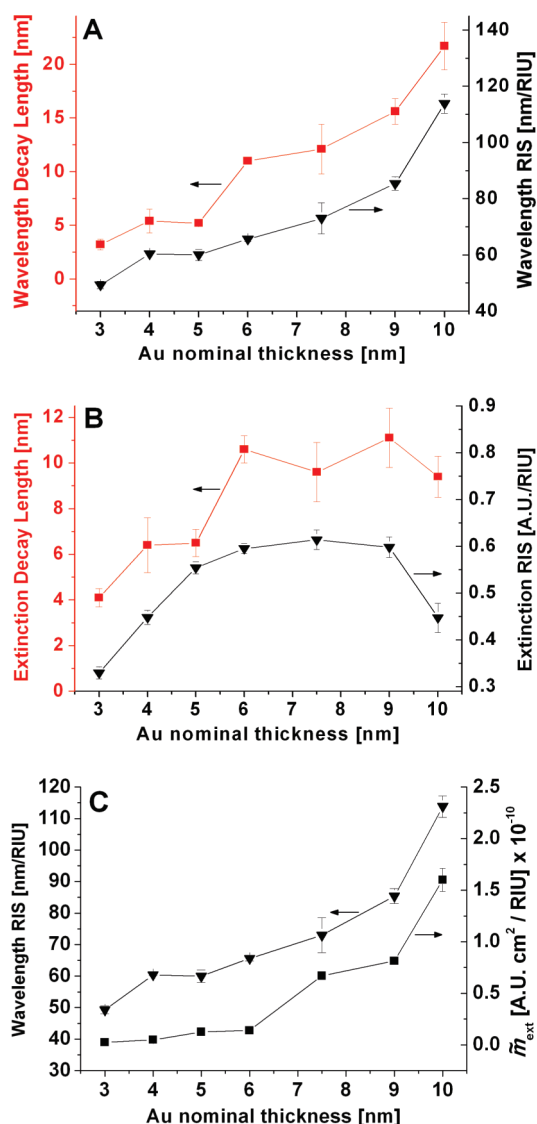 A
Wavelength Decay Length [nm]
20
15
10
5
0
140
120
100
80
60
40
Wavelength RIS [nm/RIU]
3 4 5 6 7 8 9 10
Au nominal thickness [nm]
B
Extinction Decay Length [nm]
12
10
8
6
4
2
0
0.9
0.8
0.7
0.6
0.5
0.4
0.3
Extinction RIS [A.U./RIU]
3 4 5 6 7 8 9 10
Au nominal thickness [nm]
C
Wavelength RIS [nm/RIU]
120
110
100
90
80
70
60
50
40
30
2.5
2.0
1.5
1.0
0.5
0.0
m̃ext [A.U. cm² / RIU] x 10⁻¹⁰
3 4 5 6 7 8 9 10
Au nominal thickness [nm]